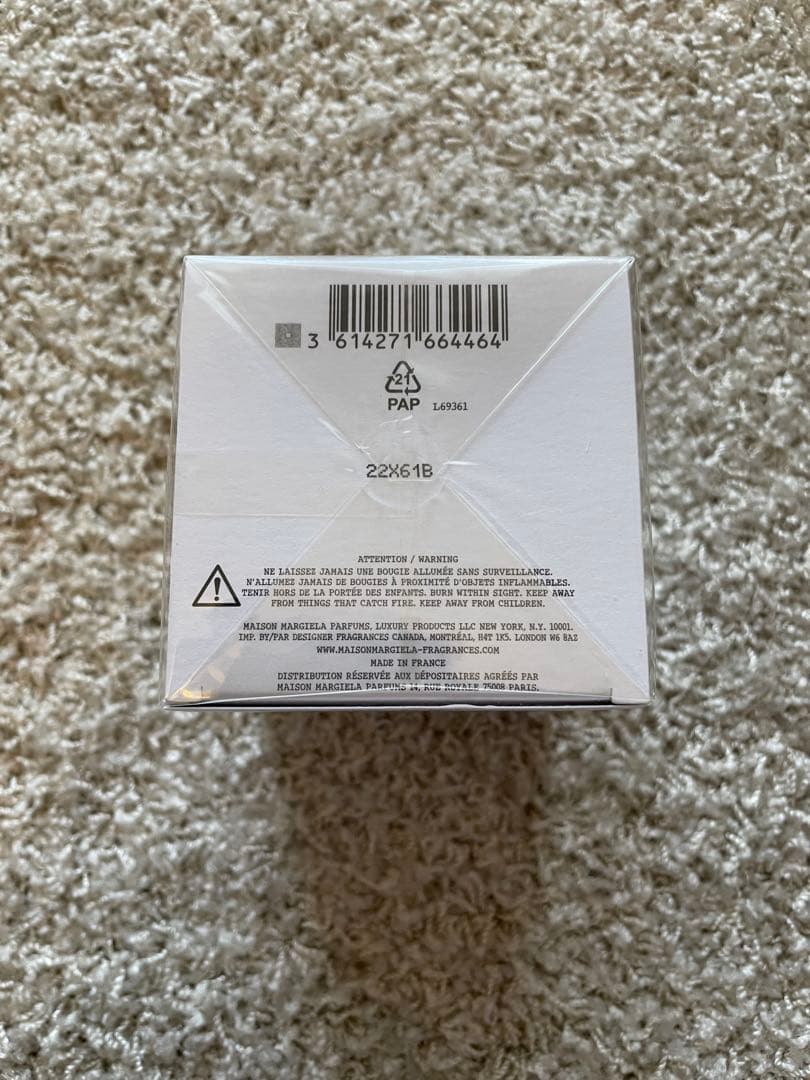 3 614271 664464
21
PAP L69361
22X61B
ATTENTION / WARNING
NE LAISSEZ JAMAIS UNE BOUGIE ALLUMÉE SANS SURVEILLANCE.
N'ALLUMEZ JAMAIS DE BOUGIES À PROXIMITÉ D'OBJETS INFLAMMABLES.
TENIR HORS DE LA PORTÉE DES ENFANTS. BURN WITHIN SIGHT. KEEP AWAY
FROM THINGS THAT CATCH FIRE. KEEP AWAY FROM CHILDREN.
MAISON MARGIELA PARFUMS, LUXURY PRODUCTS LLC NEW YORK, N.Y. 10001.
IMP. BY/PAR DESIGNER FRAGRANCES CANADA, MONTRÉAL, H4T 1K5. LONDON W6 8AZ
WWW.MAISONMARGIELA-FRAGRANCES.COM
MADE IN FRANCE
DISTRIBUTION RÉSERVÉE AUX DÉPOSITAIRES AGRÉÉS PAR
MAISON MARGIELA PARFUMS 14, RUE ROYALE 75008 PARIS.